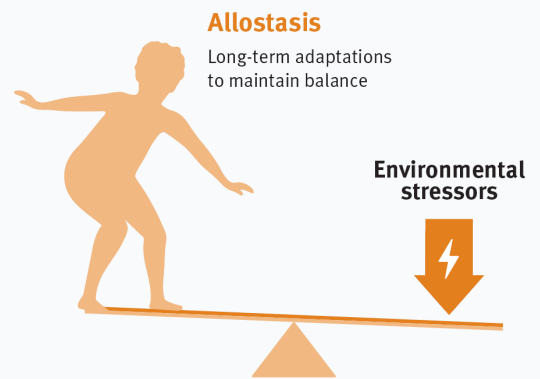 Allostasis
Long-term adaptations
to maintain balance
Environmental
stressors